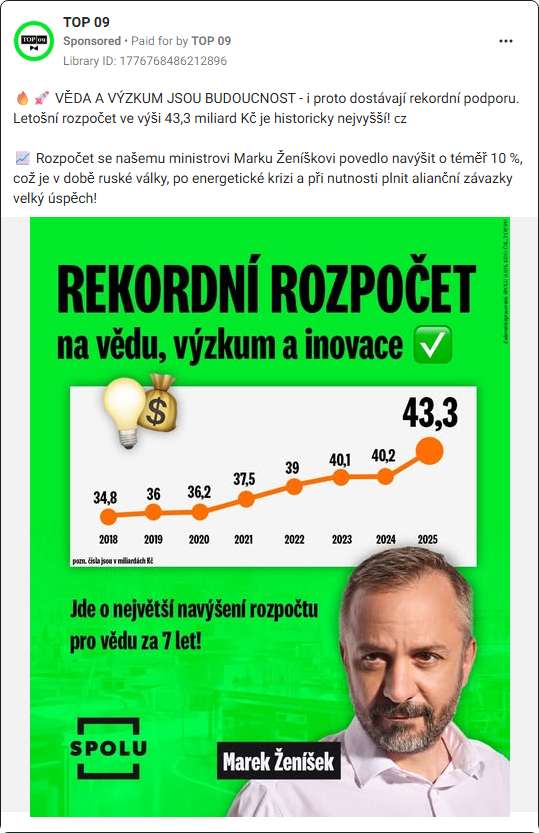 TOP 09
Sponsored • Paid for by TOP 09
Library ID: 1776768486212896
TOP 09
🔥 🚀 VĚDA A VÝZKUM JSOU BUDOUCNOST - i proto dostávají rekordní podporu.
Letošní rozpočet ve výši 43,3 miliard Kč je historicky nejvyšší! cz
📈 Rozpočet se našemu ministrovi Marku Ženíškovi povedlo navýšit o téměř 10 %,
což je v době ruské války, po energetické krizi a při nutnosti plnit alianční závazky
velký úspěch!
REKORDNÍ ROZPOČET
na vědu, výzkum a inovace ✅
43,3
34,8 36 36,2 37,5 39 40,1 40,2
2018 2019 2020 2021 2022 2023 2024 2025
pozn. čísla jsou v miliardách Kč
Jde o největší navýšení rozpočtu
pro vědu za 7 let!
SPOLU
Marek Ženíšek